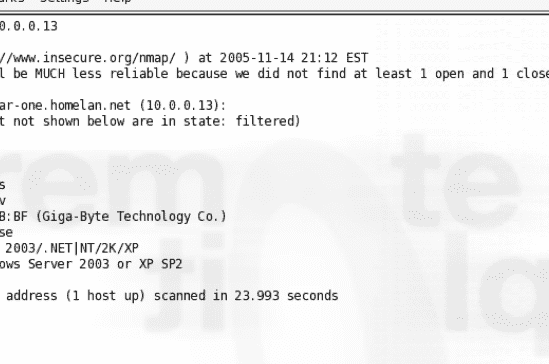 0.0.0.13
//www.insecure.org/nmap/ ) at 2005-11-14 21:12 EST
l be MUCH less reliable because we did not find at least 1 open and 1 close
ar-one.homelan.net (10.0.0.13):
t not shown below are in state: filtered)
s
v
B:BF (Giga-Byte Technology Co.)
se
2003/.NET|NT/2K/XP
ows Server 2003 or XP SP2
address (1 host up) scanned in 23.993 seconds